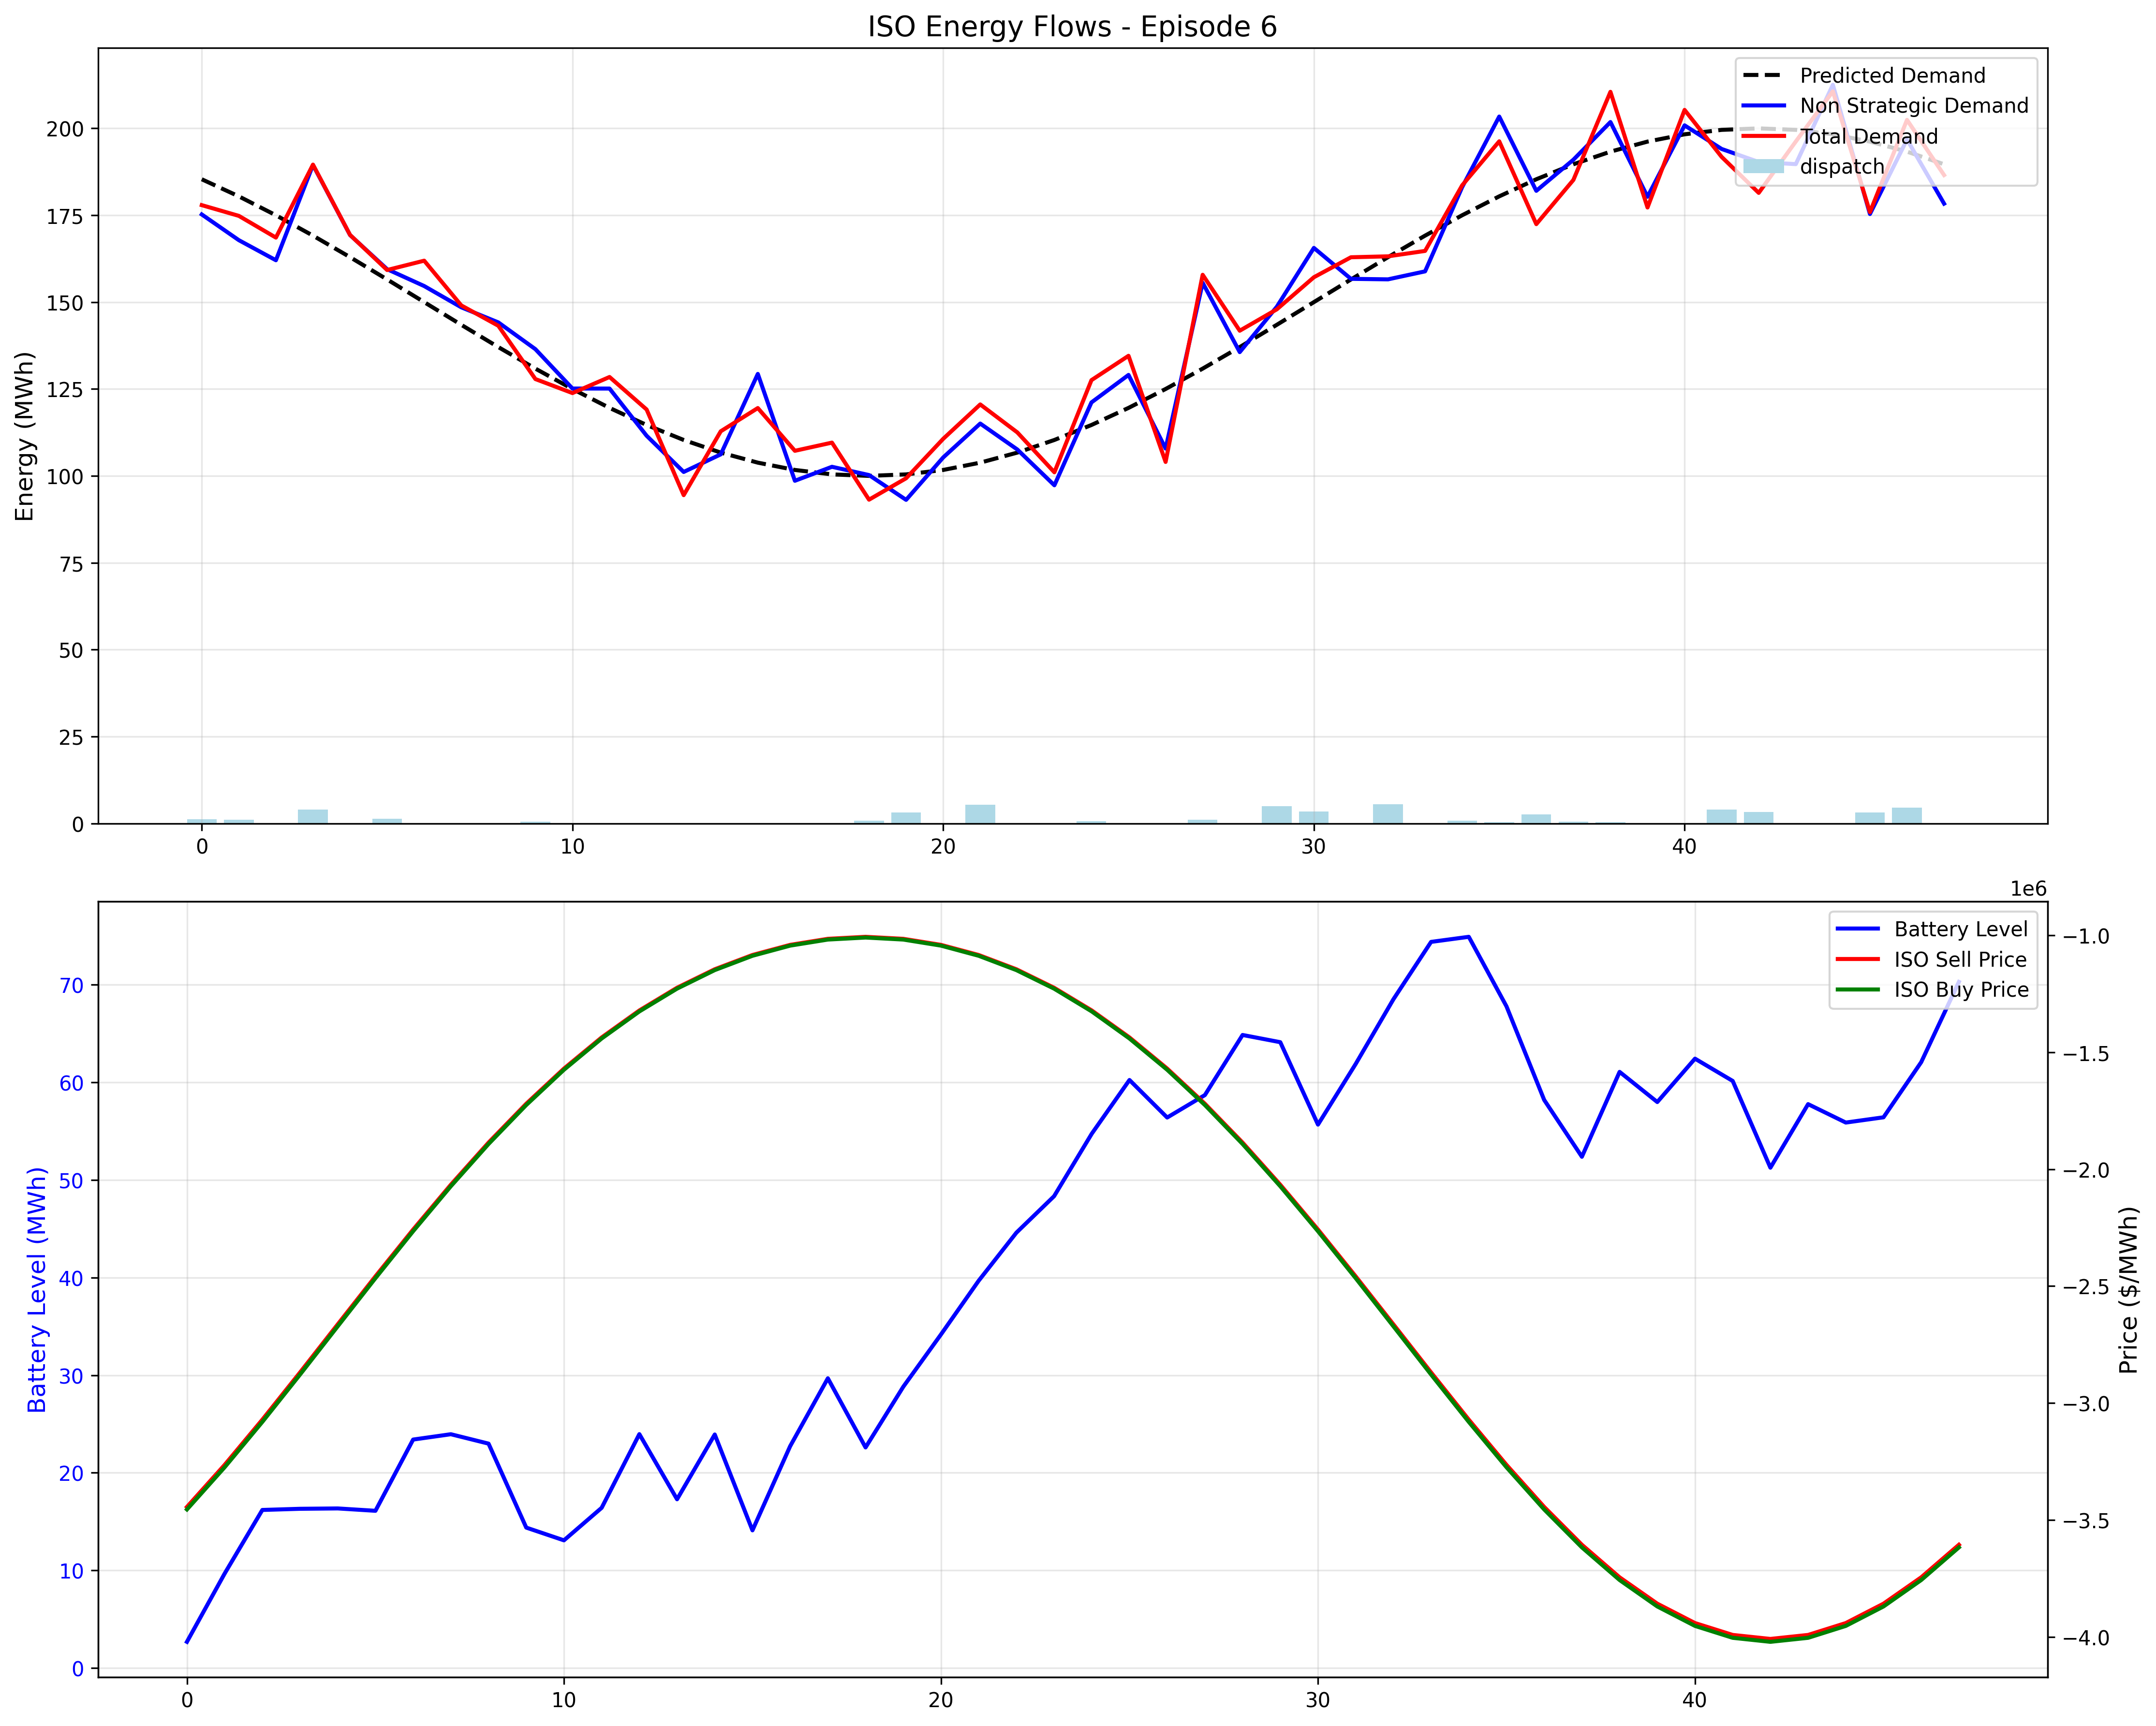 ISO Energy Flows - Episode 6
Energy (MWh)
200
175
150
125
100
75
50
25
0
0 10 20 30 40
Predicted Demand
Non Strategic Demand
Total Demand
dispatch
1e6
Battery Level (MWh)
70
60
50
40
30
20
10
0
0 10 20 30 40
Battery Level
ISO Sell Price
ISO Buy Price
−1.0
−1.5
−2.0
−2.5
−3.0
−3.5
−4.0
Price ($/MWh)